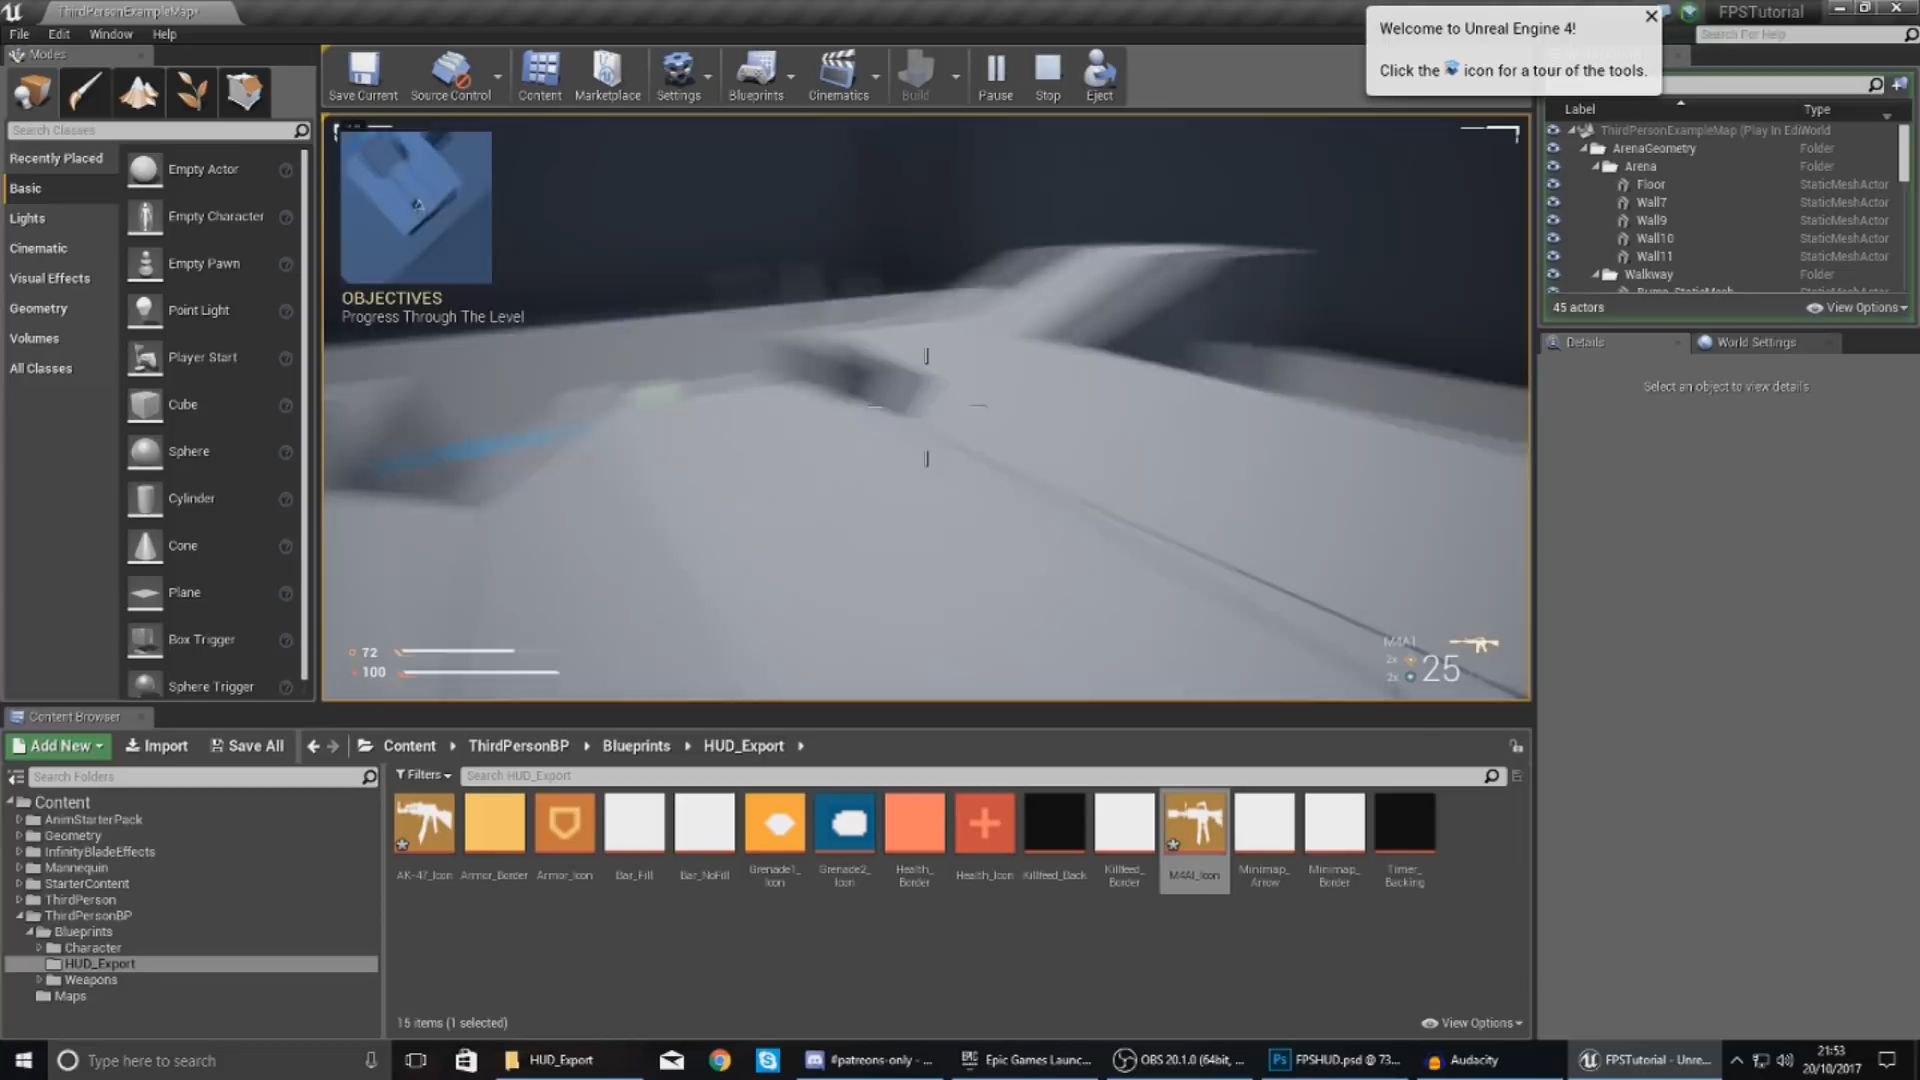 ThirdPersonExampleMap*
FPSTutorial
File Edit Window Help
Search For Help
Welcome to Unreal Engine 4!
Click the icon for a tour of the tools.
Modes
Save Current
Source Control
Content
Marketplace
Settings
Blueprints
Cinematics
Build
Pause
Stop
Eject
Search Classes
Recently Placed
Basic
Lights
Cinematic
Visual Effects
Geometry
Volumes
All Classes
Empty Actor
Empty Character
Empty Pawn
Point Light
Player Start
Cube
Sphere
Cylinder
Cone
Plane
Box Trigger
Sphere Trigger
OBJECTIVES
Progress Through The Level
72
100
M4A1
2x
2x
25
Label Type
ThirdPersonExampleMap (Play In Edi World
ArenaGeometry Folder
Arena Folder
Floor StaticMeshActor
Wall7 StaticMeshActor
Wall9 StaticMeshActor
Wall10 StaticMeshActor
Wall11 StaticMeshActor
Walkway Folder
45 actors View Options
Details World Settings
Select an object to view details
Content Browser
Add New Import Save All Content ThirdPersonBP Blueprints HUD_Export
Search Folders
Filters Search HUD_Export
Content
AnimStarterPack
Geometry
InfinityBladeEffects
Mannequin
StarterContent
ThirdPerson
ThirdPersonBP
Blueprints
Character
HUD_Export
Weapons
Maps
AK-47_Icon
Armor_Border
Armor_Icon
Bar_Fill
Bar_NoFill
Grenade1_
Icon
Grenade2_
Icon
Health_
Border
Health_Icon
Killfeed_Back
Killfeed_
Border
M4A1_Icon
Minimap_
Arrow
Minimap_
Border
Timer_
Backing
15 items (1 selected) View Options
Type here to search
HUD_Export
#patreons-only - ...
Epic Games Launc...
OBS 20.1.0 (64bit, ...
FPSHUD.psd @ 73...
Audacity
FPSTutorial - Unre...
21:53
20/10/2017